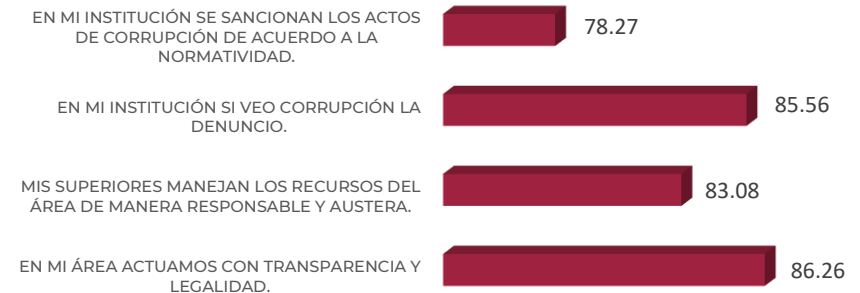 EN MI INSTITUCIÓN SE SANCIONAN LOS ACTOS
DE CORRUPCIÓN DE ACUERDO A LA
NORMATIVIDAD.
78.27
EN MI INSTITUCIÓN SI VEO CORRUPCIÓN LA
DENUNCIO.
85.56
MIS SUPERIORES MANEJAN LOS RECURSOS DEL
ÁREA DE MANERA RESPONSABLE Y AUSTERA.
83.08
EN MI ÁREA ACTUAMOS CON TRANSPARENCIA Y
LEGALIDAD.
86.26